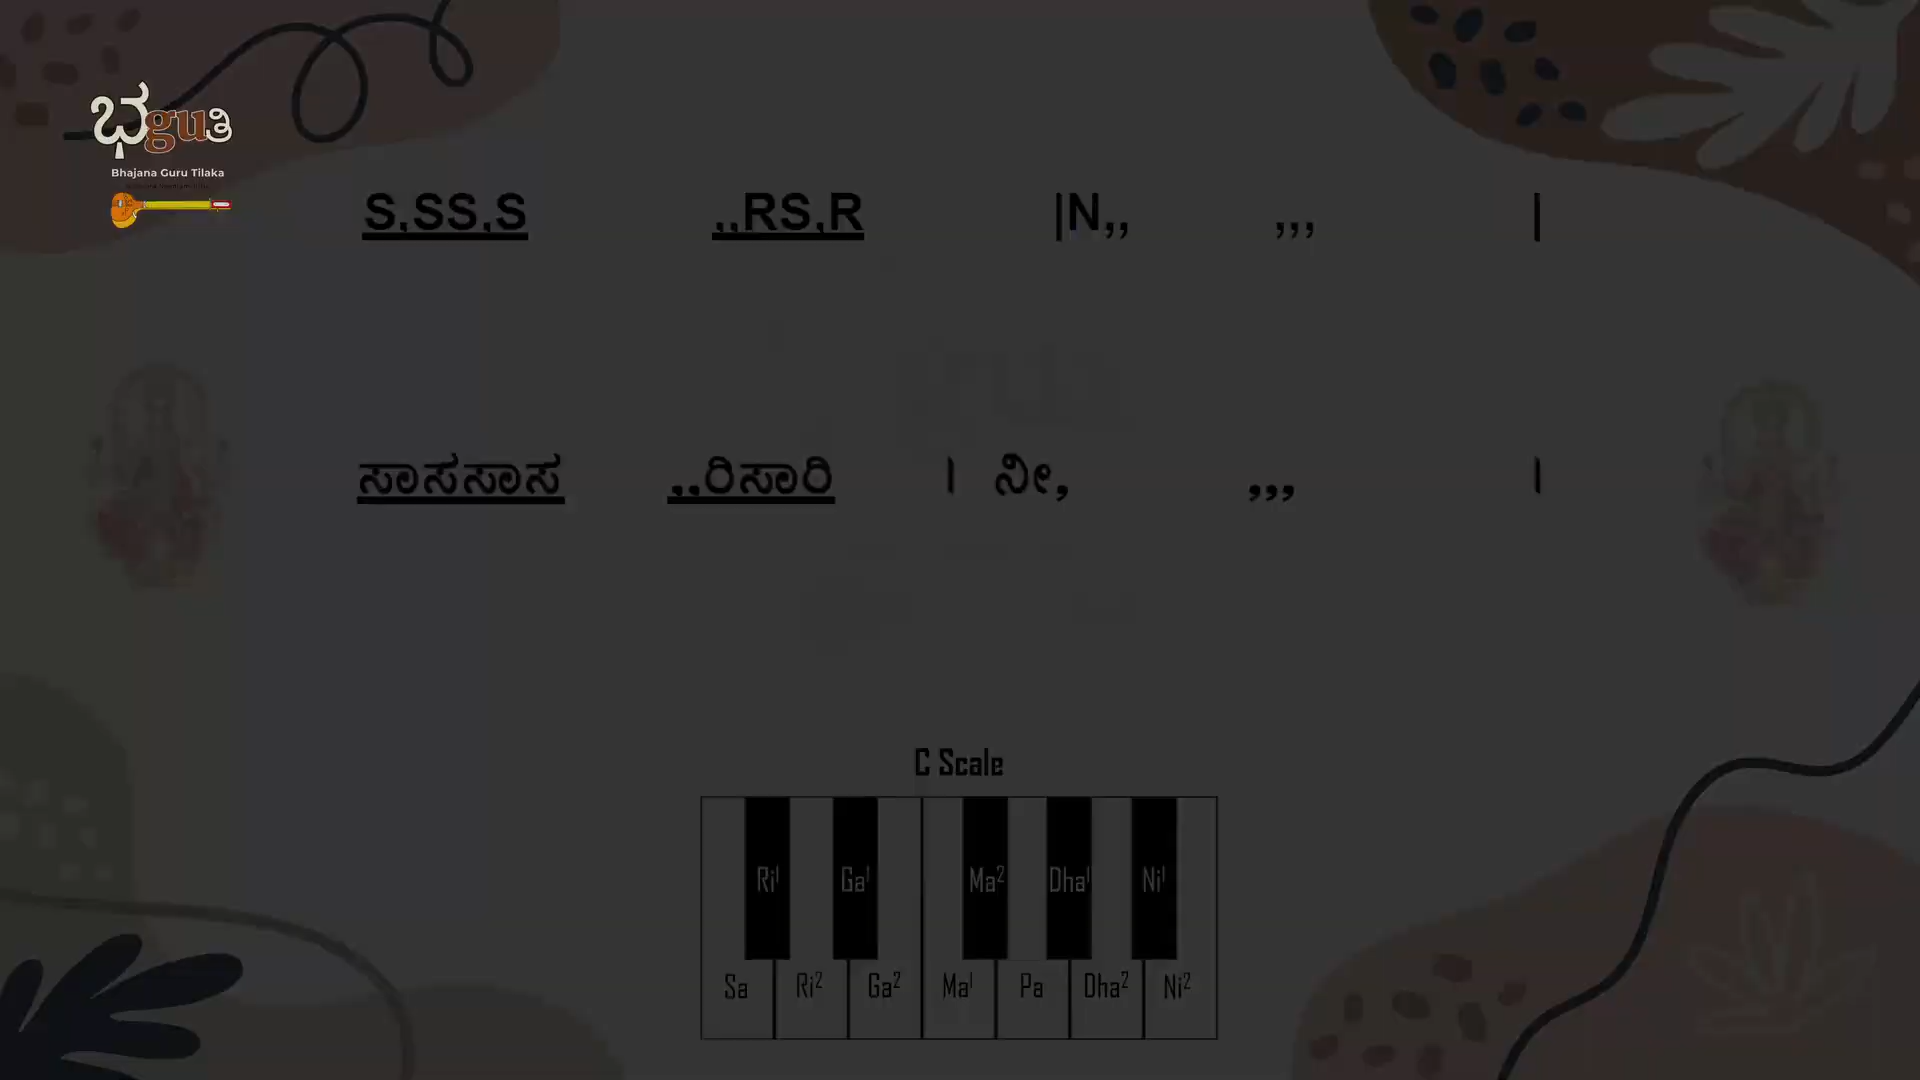 ಭguತಿ
Bhajana Guru Tilaka
S,SS,S ,,RS,R |N,, ,,, |
ಸಾಸಸಾಸ ,,ರಿಸಾರಿ | ನೀ, ,,, |
C Scale
Ri¹ Ga¹ Ma² Dha¹ Ni¹
Sa Ri² Ga² Ma¹ Pa Dha² Ni²